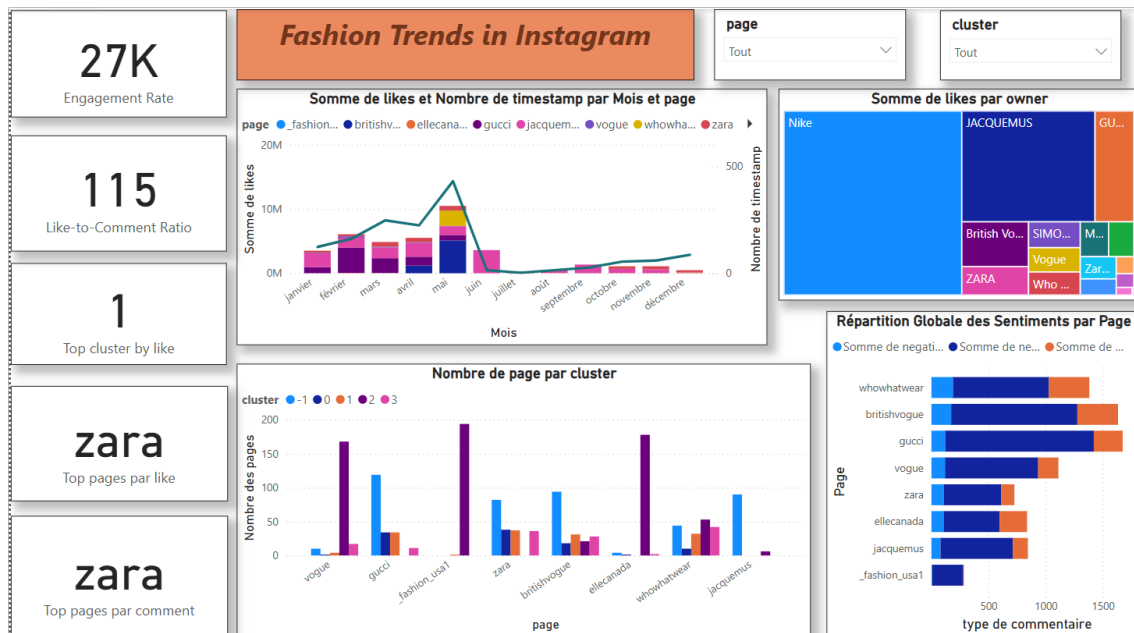 27K
Engagement Rate
115
Like-to-Comment Ratio
1
Top cluster by like
zara
Top pages par like
zara
Top pages par comment
Fashion Trends in Instagram
page
Tout
cluster
Tout
Somme de likes et Nombre de timestamp par Mois et page
page _fashion... britishv... ellecana... gucci jacquem... vogue whowha... zara
Somme de likes
20M
10M
0M
Nombre de timestamp
500
0
janvier
février
mars
avril
mai
juin
juillet
août
septembre
octobre
novembre
décembre
Mois
Somme de likes par owner
Nike
JACQUEMUS
GU...
British Vo...
SIMO...
M...
Vogue
Zar...
ZARA
Who ...
Nombre de page par cluster
cluster -1 0 1 2 3
Nombre des pages
200
150
100
50
0
vogue
gucci
_fashion_usa1
zara
britishvogue
ellecanada
whowhatwear
jacquemus
page
Répartition Globale des Sentiments par Page
Somme de negati... Somme de ne... Somme de ...
Page
whowhatwear
britishvogue
gucci
vogue
zara
ellecanada
jacquemus
_fashion_usa1
500 1000 1500
type de commentaire